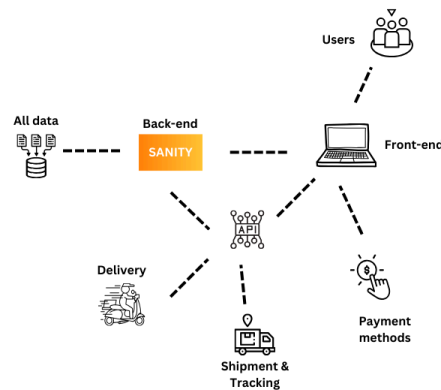 Users
All data
Back-end
SANITY
Front-end
API
Delivery
$
Payment
methods
Shipment &
Tracking